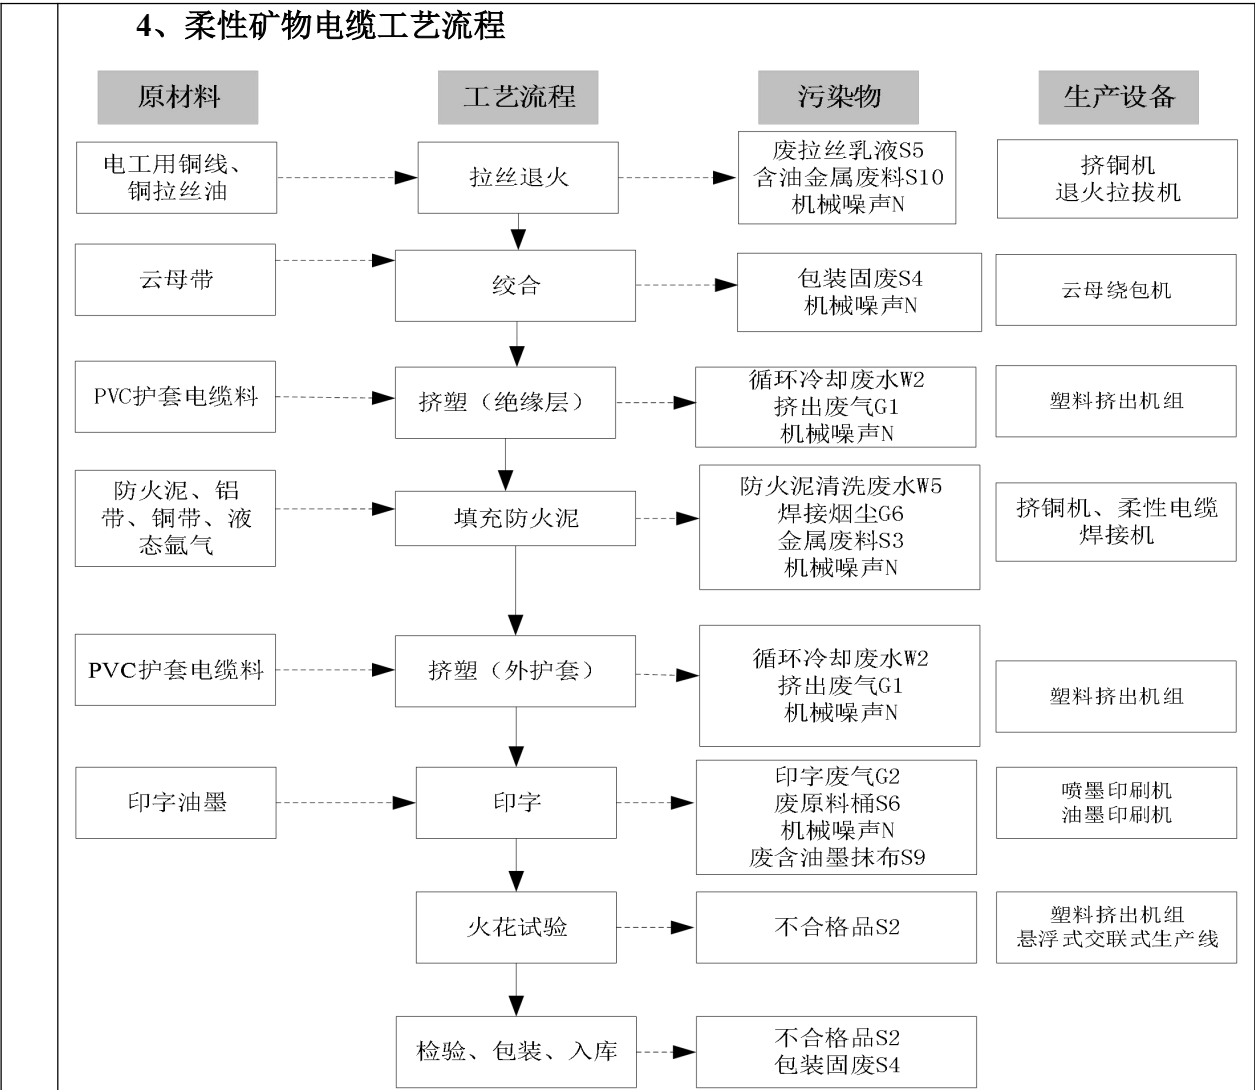 4、柔性矿物电缆工艺流程
原材料
工艺流程
污染物
生产设备
电工用铜线、
铜拉丝油
拉丝退火
废拉丝乳液S5
含油金属废料S10
机械噪声N
挤铜机
退火拉拔机
云母带
绞合
包装固废S4
机械噪声N
云母绕包机
PVC护套电缆料
挤塑（绝缘层）
循环冷却废水W2
挤出废气G1
机械噪声N
塑料挤出机组
防火泥、铝
带、铜带、液
态氩气
填充防火泥
防火泥清洗废水W5
焊接烟尘G6
金属废料S3
机械噪声N
挤铜机、柔性电缆
焊接机
PVC护套电缆料
挤塑（外护套）
循环冷却废水W2
挤出废气G1
机械噪声N
塑料挤出机组
印字油墨
印字
印字废气G2
废原料桶S6
机械噪声N
废含油墨抹布S9
喷墨印刷机
油墨印刷机
火花试验
不合格品S2
塑料挤出机组
悬浮式交联式生产线
检验、包装、入库
不合格品S2
包装固废S4